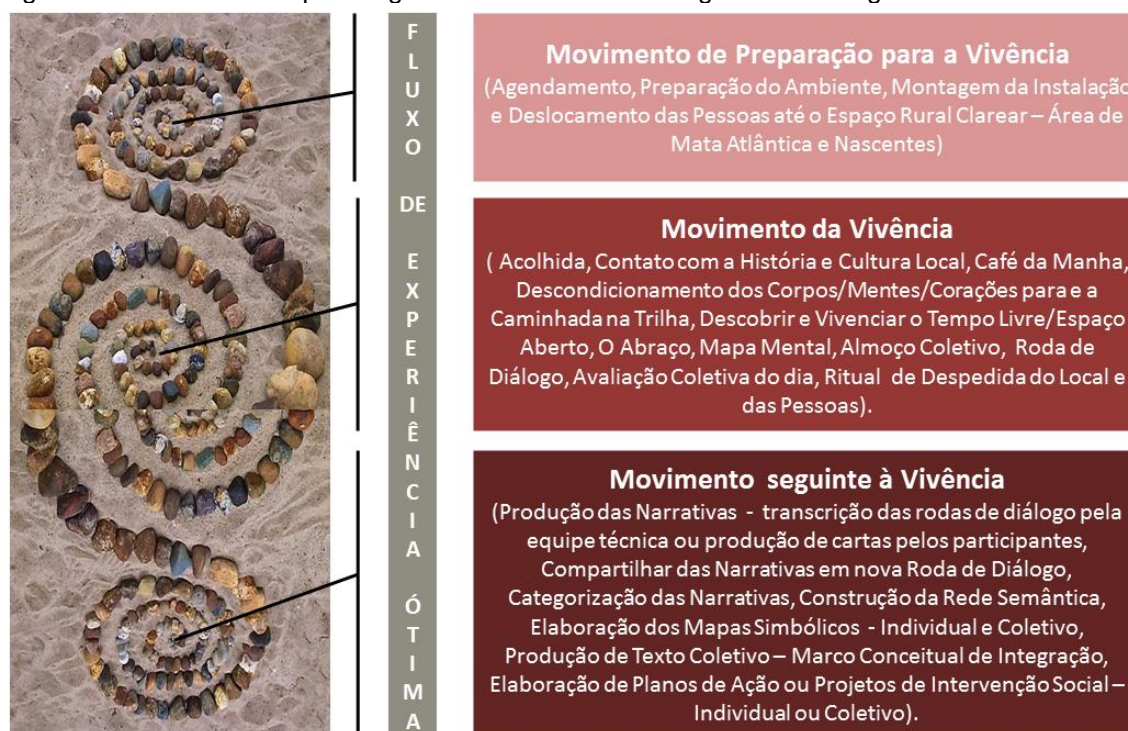 FLUXO
DE
EXPERIÊNCIA
ÓTIMA
Movimento de Preparação para a Vivência
(Agendamento, Preparação do Ambiente, Montagem da Instalação
e Deslocamento das Pessoas até o Espaço Rural Clarear – Área de
Mata Atlântica e Nascentes)
Movimento da Vivência
( Acolhida, Contato com a História e Cultura Local, Café da Manha,
Descondicionamento dos Corpos/Mentes/Corações para e a
Caminhada na Trilha, Descobrir e Vivenciar o Tempo Livre/Espaço
Aberto, O Abraço, Mapa Mental, Almoço Coletivo, Roda de
Diálogo, Avaliação Coletiva do dia, Ritual de Despedida do Local e
das Pessoas).
Movimento seguinte à Vivência
(Produção das Narrativas - transcrição das rodas de diálogo pela
equipe técnica ou produção de cartas pelos participantes,
Compartilhar das Narrativas em nova Roda de Diálogo,
Categorização das Narrativas, Construção da Rede Semântica,
Elaboração dos Mapas Simbólicos - Individual e Coletivo,
Produção de Texto Coletivo – Marco Conceitual de Integração,
Elaboração de Planos de Ação ou Projetos de Intervenção Social –
Individual ou Coletivo).